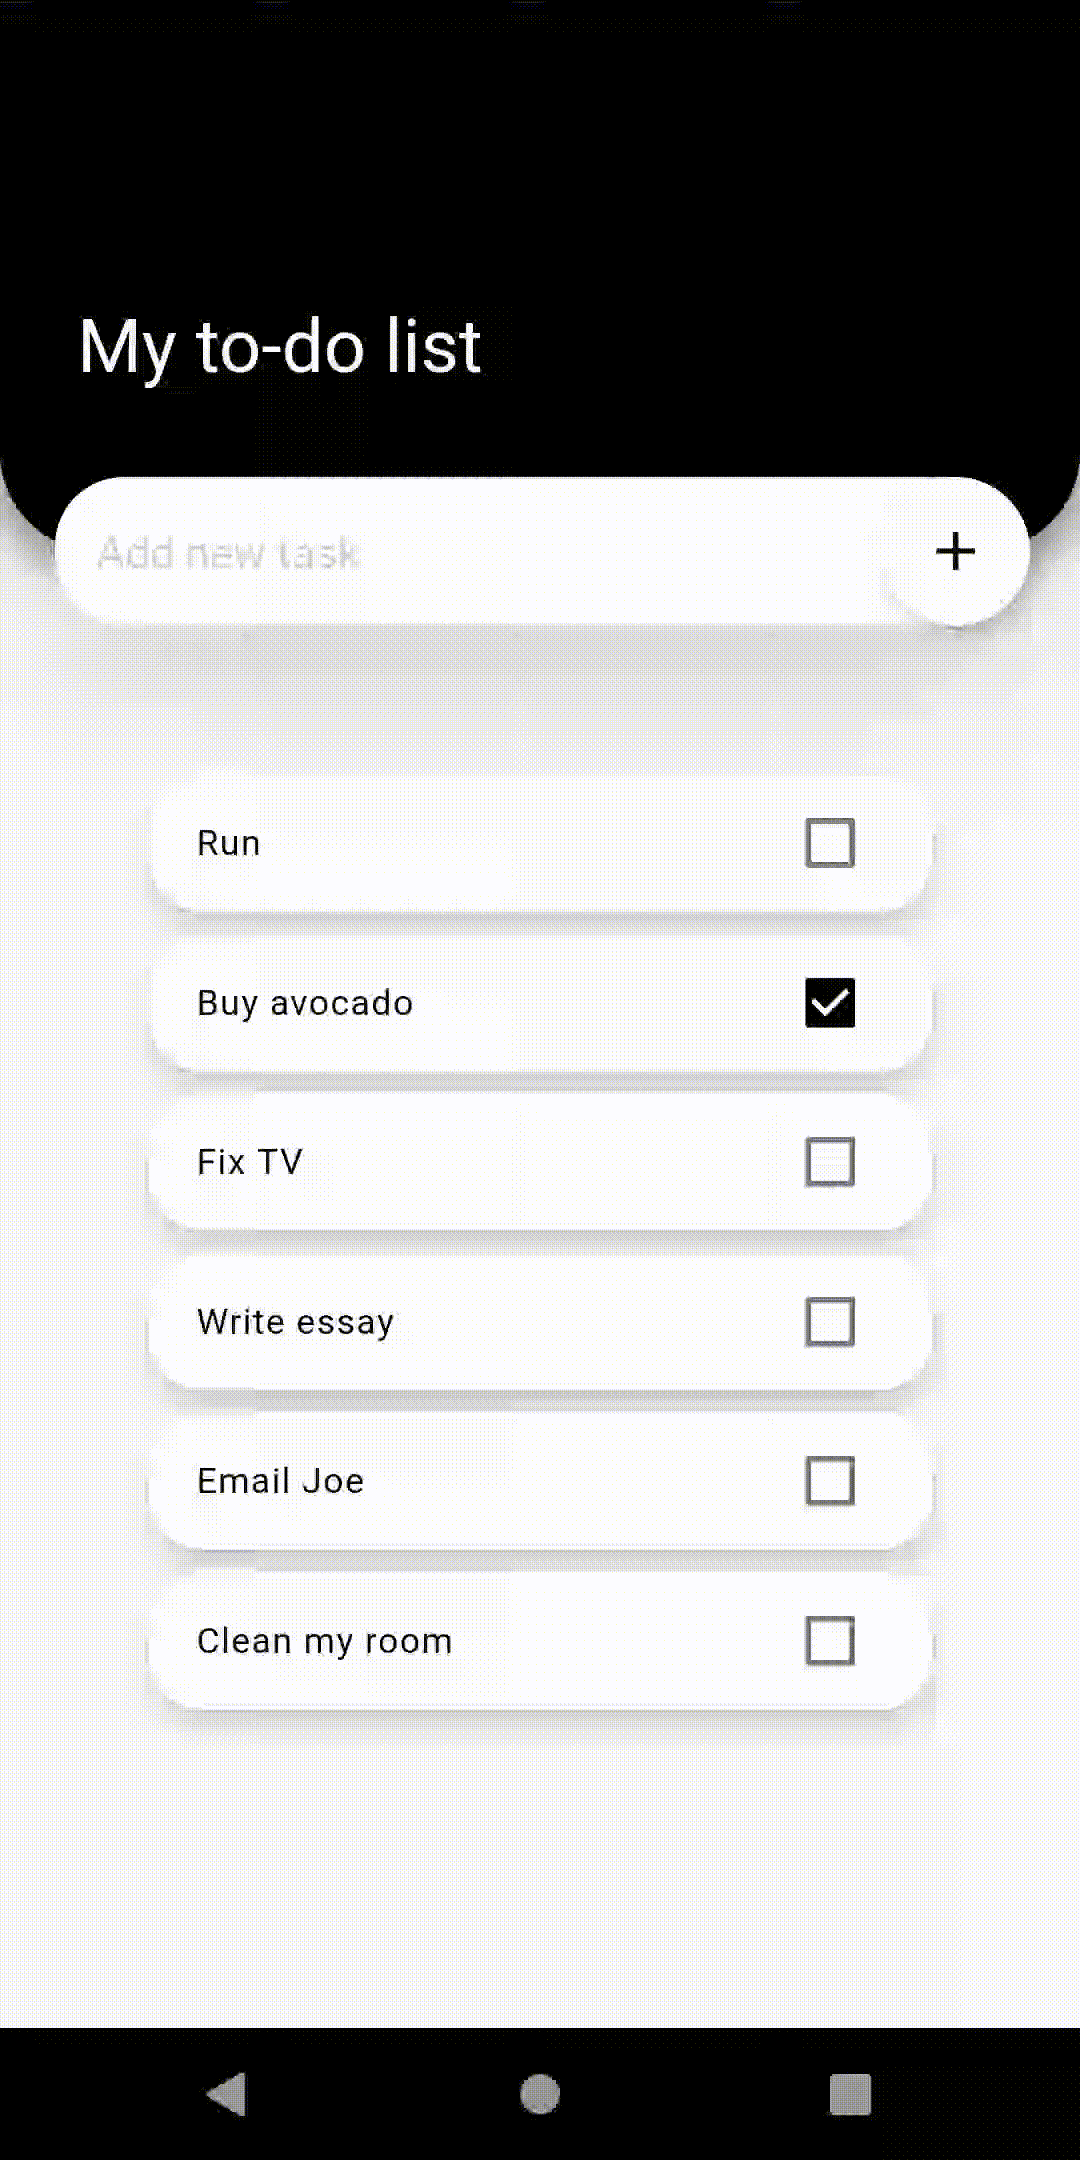 My to-do list
Add new task
Run
Buy avocado
Fix TV
Write essay
Email Joe
Clean my room